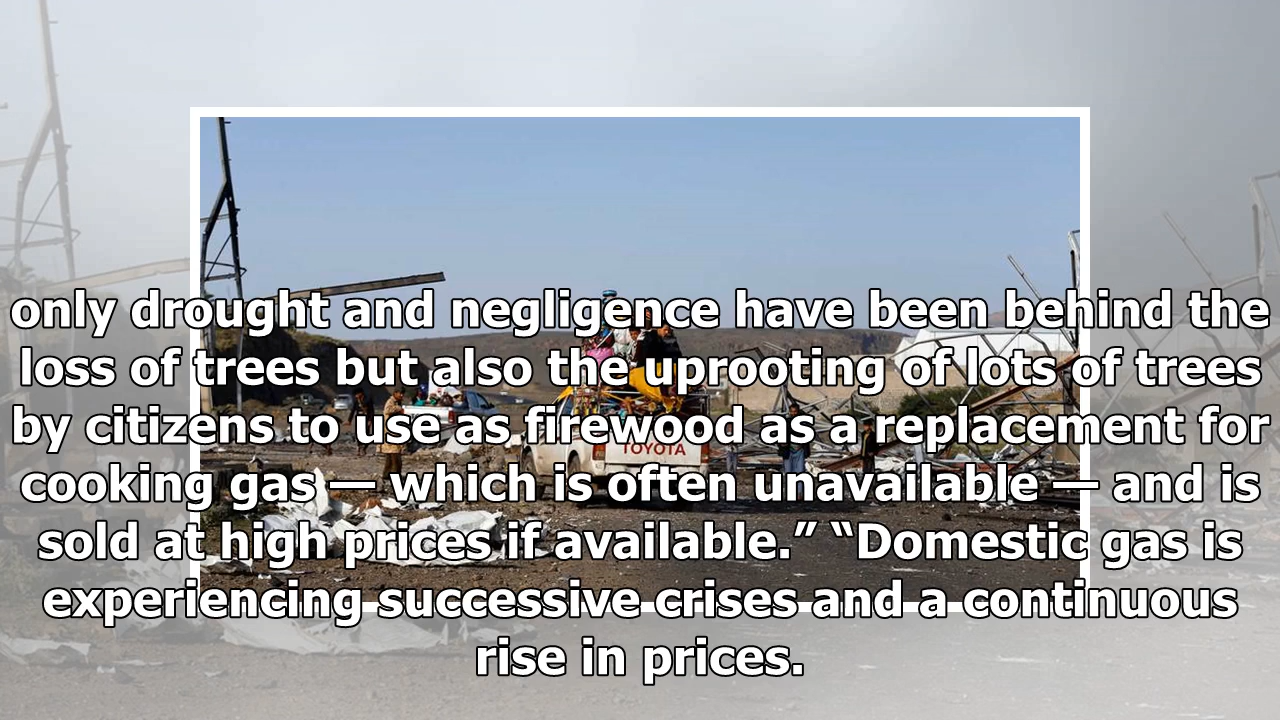 only drought and negligence have been behind the
loss of trees but also the uprooting of lots of trees
by citizens to use as firewood as a replacement for
cooking gas — which is often unavailable — and is
sold at high prices if available.” “Domestic gas is
experiencing successive crises and a continuous
rise in prices.
TOYOTA